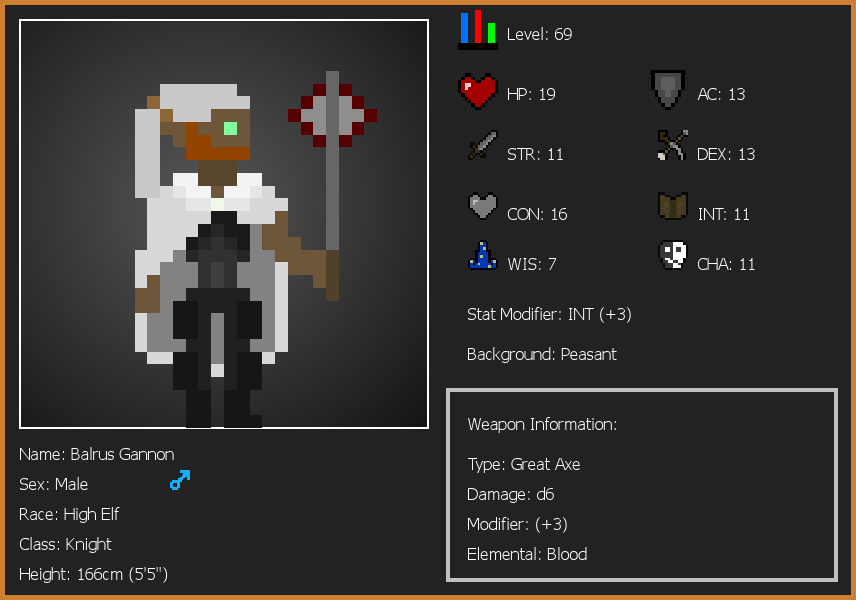 Level: 69
HP: 19
AC: 13
STR: 11
DEX: 13
CON: 16
INT: 11
WIS: 7
CHA: 11
Stat Modifier: INT (+3)
Background: Peasant
Weapon Information:
Type: Great Axe
Damage: d6
Modifier: (+3)
Elemental: Blood
Name: Balrus Gannon
Sex: Male
Race: High Elf
Class: Knight
Height: 166cm (5'5")